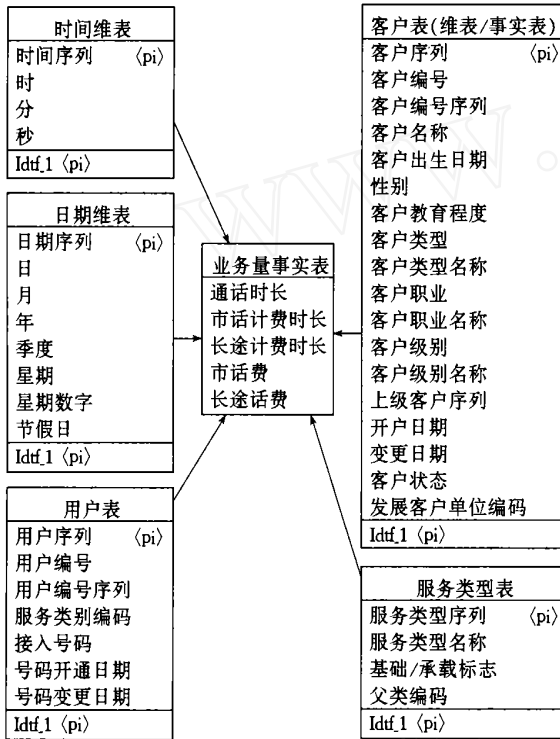 时间维表
时间序列 〈pi〉
时
分
秒
Idtf_1 〈pi〉
日期维表
日期序列 〈pi〉
日
月
年
季度
星期
星期数字
节假日
Idtf_1 〈pi〉
用户表
用户序列 〈pi〉
用户编号
用户编号序列
服务类别编码
接入号码
号码开通日期
号码变更日期
Idtf_1 〈pi〉
业务量事实表
通话时长
市话计费时长
长途计费时长
市话费
长途话费
客户表(维表/事实表)
客户序列 〈pi〉
客户编号
客户编号序列
客户名称
客户出生日期
性别
客户教育程度
客户类型
客户类型名称
客户职业
客户职业名称
客户级别
客户级别名称
上级客户序列
开户日期
变更日期
客户状态
发展客户单位编码
Idtf_1 〈pi〉
服务类型表
服务类型序列 〈pi〉
服务类型名称
基础/承载标志
父类编码
Idtf_1 〈pi〉
www.